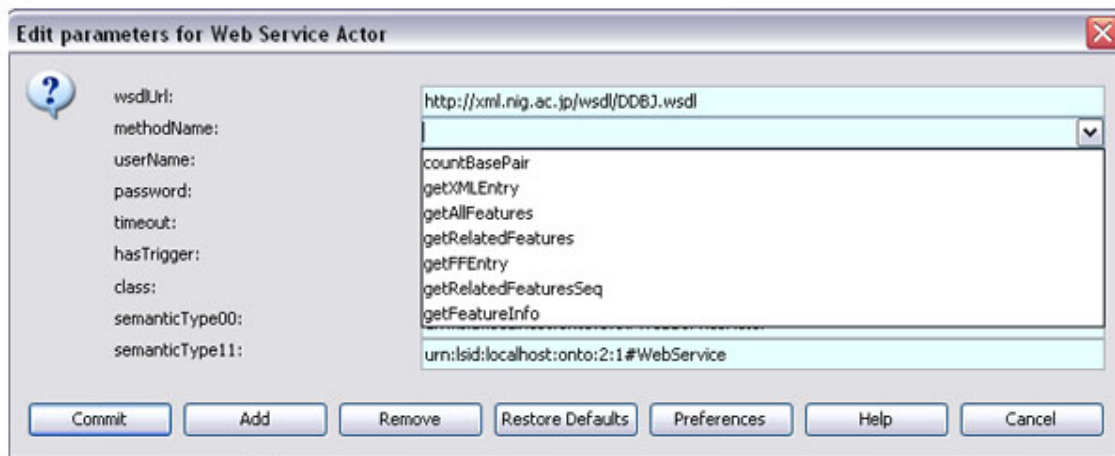 Edit parameters for Web Service Actor
wsdlUrl: http://xml.nig.ac.jp/wsdl/DDBJ.wsdl
methodName:
userName: countBasePair
password: getXMLEntry
timeout: getAllFeatures
hasTrigger: getRelatedFeatures
class: getFFEntry
getRelatedFeaturesSeq
semanticType00: getFeatureInfo
semanticType11: urn:lsid:localhost:onto:2:1#WebService
Commit Add Remove Restore Defaults Preferences Help Cancel